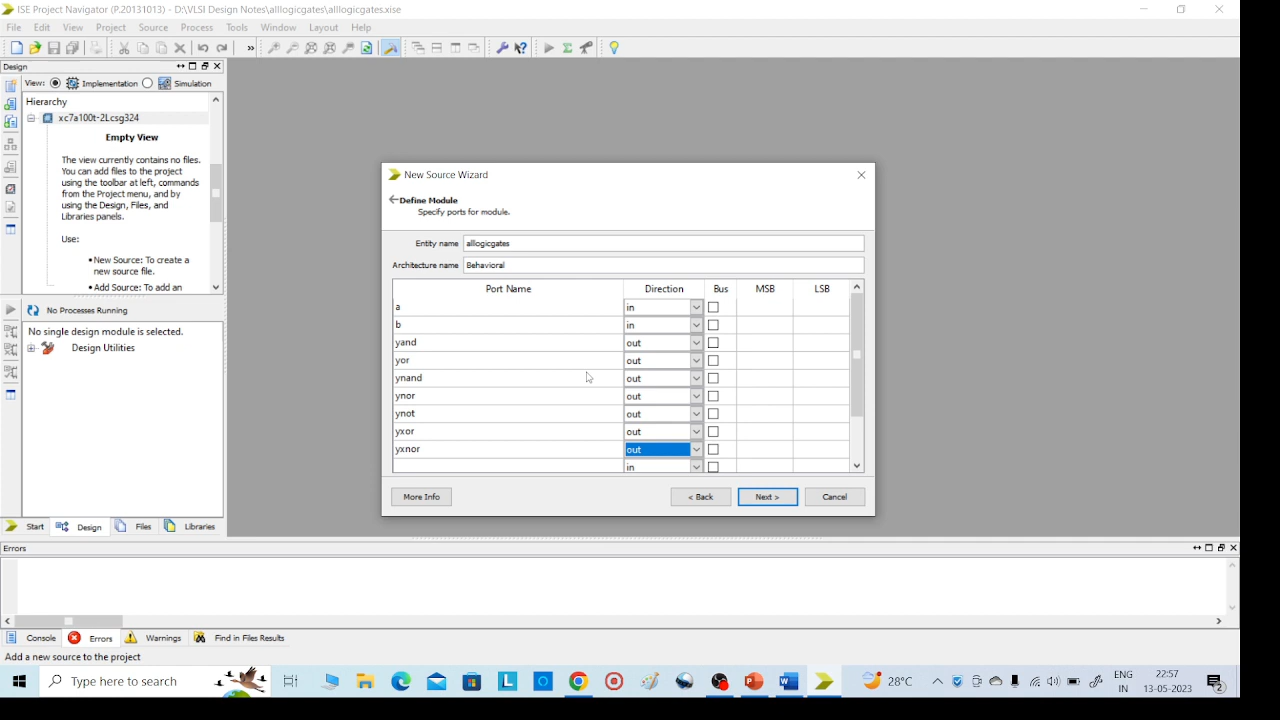 ISE Project Navigator (P.20131013) - D:\VLSI Design Notes\alllogicgates\alllogicgates.xise
File Edit View Project Source Process Tools Window Layout Help
»
Design
View: Implementation Simulation
Hierarchy
xc7a100t-2Lcsg324
Empty View
The view currently contains no files.
You can add files to the project
using the toolbar at left, commands
from the Project menu, and by
using the Design, Files, and
Libraries panels.
Use:
•New Source: To create a
new source file.
•Add Source: To add an
No Processes Running
No single design module is selected.
Design Utilities
Start Design Files Libraries
New Source Wizard
Define Module
Specify ports for module.
Entity name allogicgates
Architecture name Behavioral
Port Name Direction Bus MSB LSB
a in
b in
yand out
yor out
ynand out
ynor out
ynot out
yxor out
yxnor out
in
More Info < Back Next > Cancel
Errors
Console Errors Warnings Find in Files Results
Add a new source to the project
Type here to search
28°C
ENG
IN
22:57
13-05-2023
2